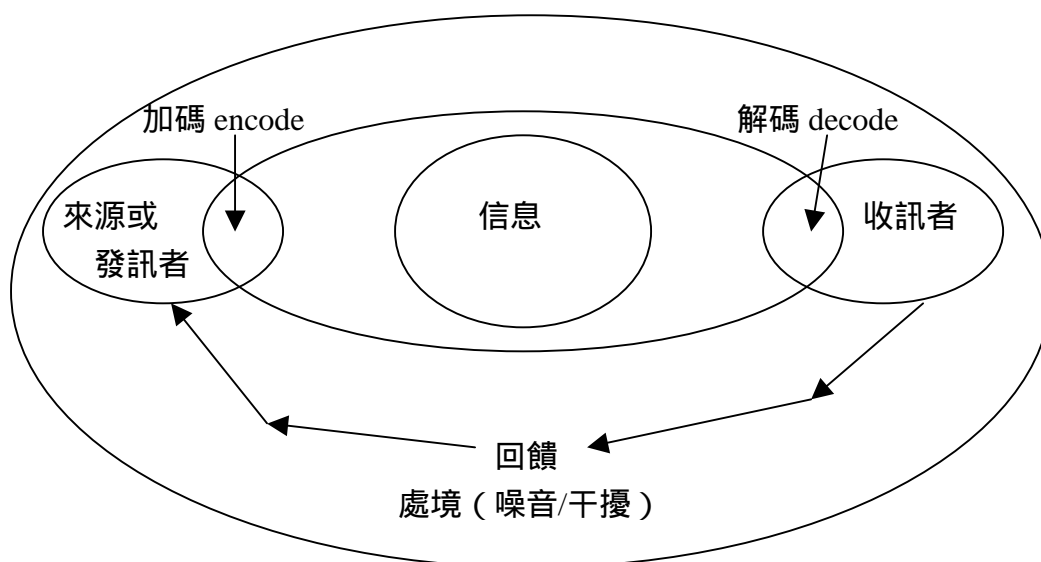 加碼 encode
解碼 decode
來源或
發訊者
信息
收訊者
回饋
處境（噪音/干擾）